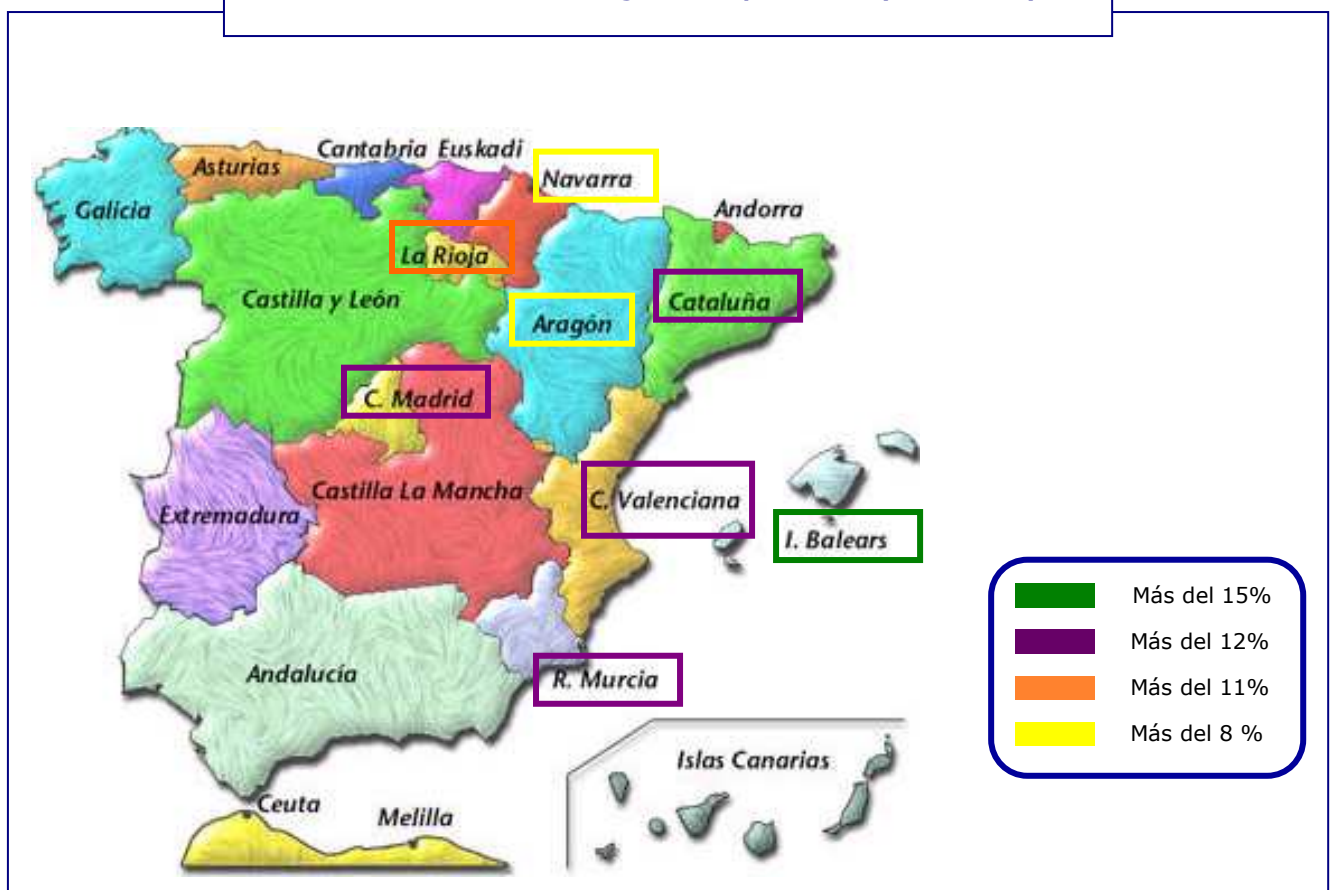 Cantabria Euskadi
Asturias
Navarra
Galicia
Andorra
La Rioja
Castilla y León
Cataluña
Aragón
C. Madrid
Castilla La Mancha
C. Valenciana
Extremadura
I. Balears
Más del 15%
Más del 12%
Más del 11%
Más del 8 %
Andalucía
R. Murcia
Islas Canarias
Ceuta
Melilla